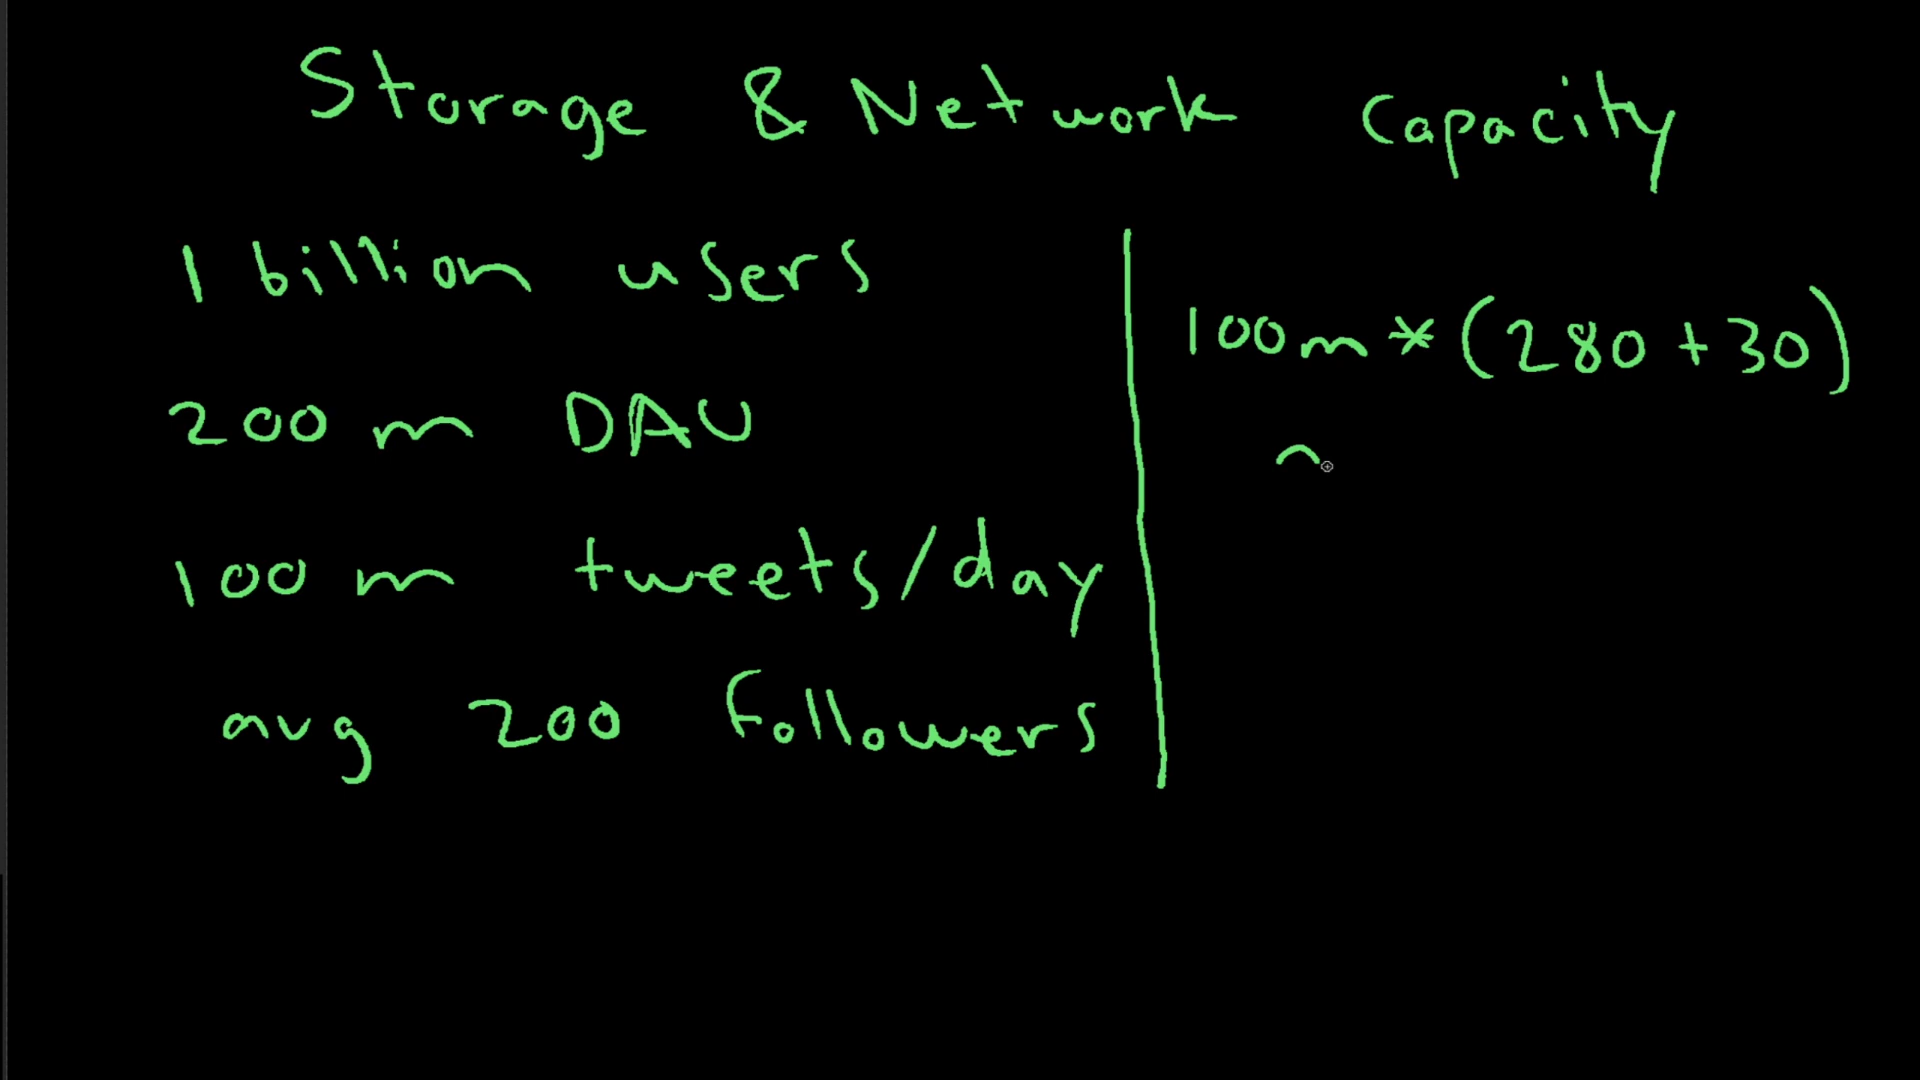 Storage & Network Capacity
1 billion users
200 m DAU
100 m tweets/day
avg 200 followers
100m * (280 + 30)